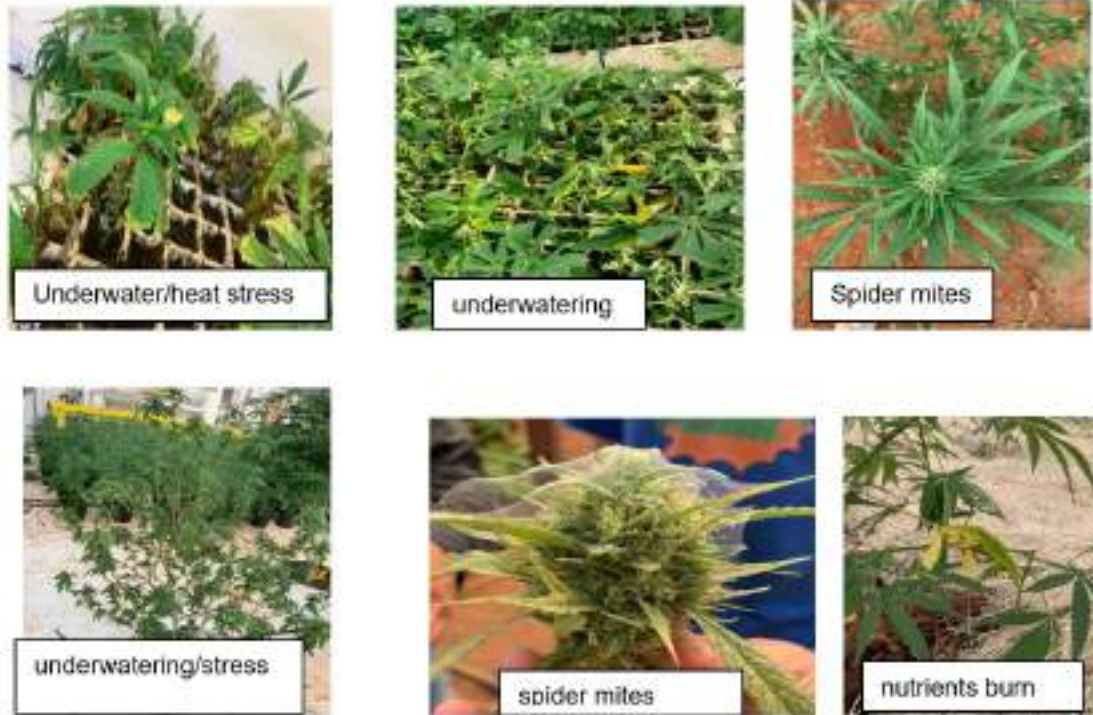 Underwater/heat stress
underwatering
Spider mites
underwatering/stress
spider mites
nutrients burn